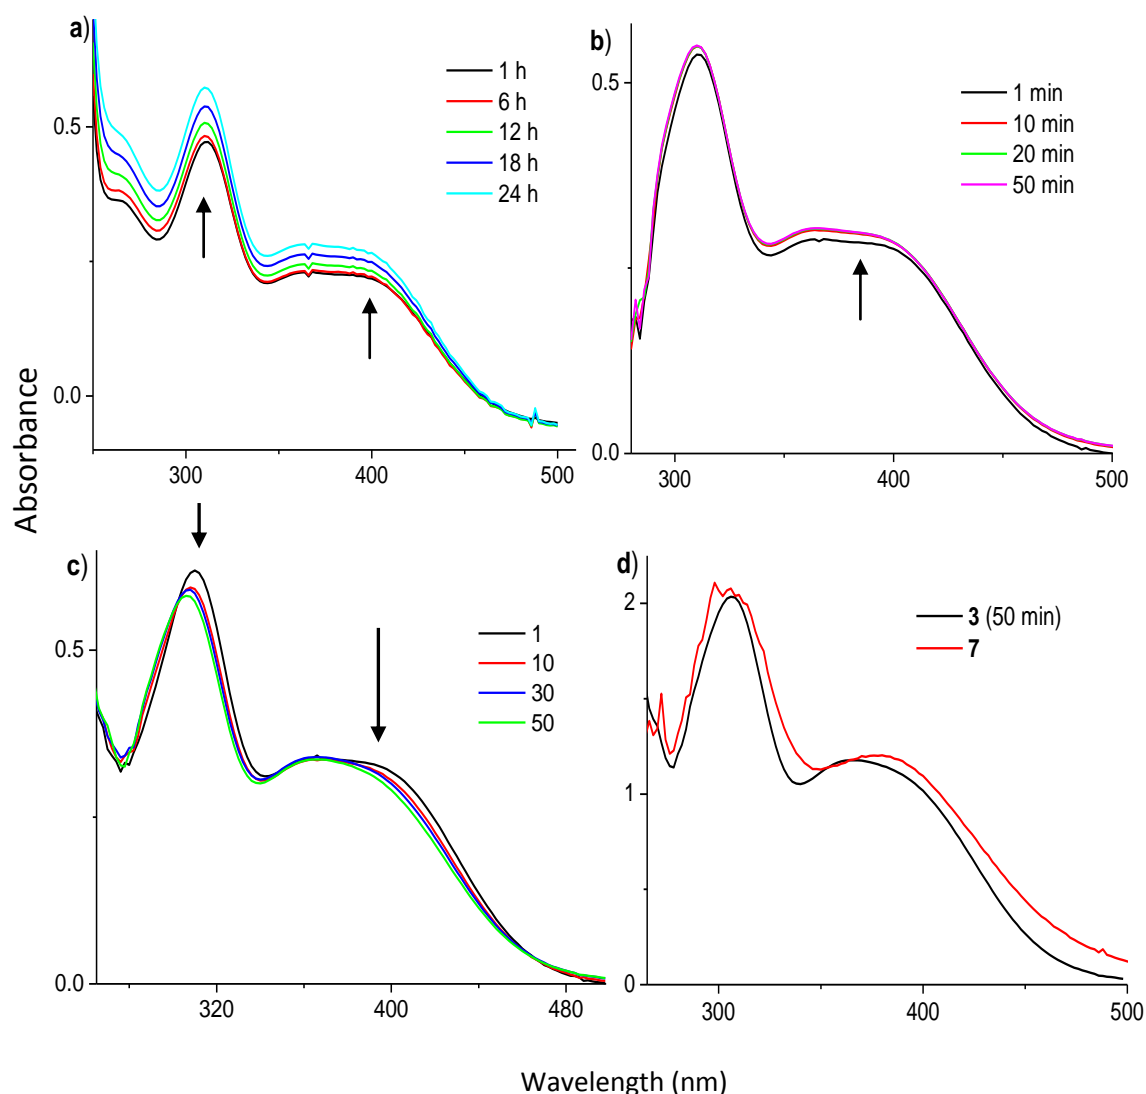 a)
1 h
6 h
12 h
18 h
24 h
0.5
0.0
300 400 500
b)
1 min
10 min
20 min
50 min
0.5
0.0
300 400 500
Absorbance
c)
1
10
30
50
0.5
0.0
320 400 480
d)
3 (50 min)
7
2
1
0
300 400 500
Wavelength (nm)